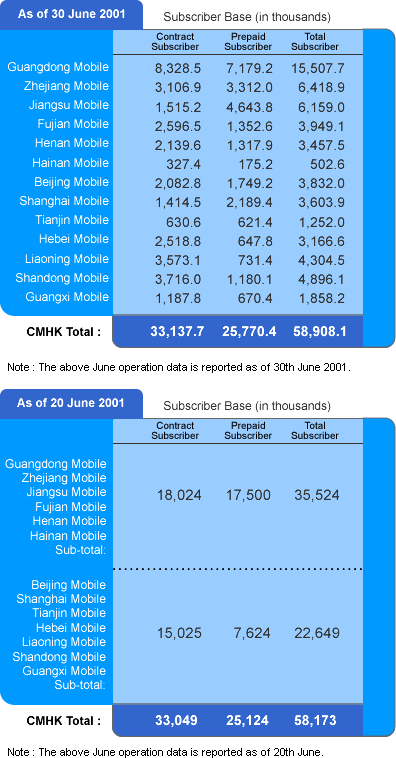 As of 30 June 2001 Subscriber Base (in thousands)
Contract Subscriber Prepaid Subscriber Total Subscriber
Guangdong Mobile 8,328.5 7,179.2 15,507.7
Zhejiang Mobile 3,106.9 3,312.0 6,418.9
Jiangsu Mobile 1,515.2 4,643.8 6,159.0
Fujian Mobile 2,596.5 1,352.6 3,949.1
Henan Mobile 2,139.6 1,317.9 3,457.5
Hainan Mobile 327.4 175.2 502.6
Beijing Mobile 2,082.8 1,749.2 3,832.0
Shanghai Mobile 1,414.5 2,189.4 3,603.9
Tianjin Mobile 630.6 621.4 1,252.0
Hebei Mobile 2,518.8 647.8 3,166.6
Liaoning Mobile 3,573.1 731.4 4,304.5
Shandong Mobile 3,716.0 1,180.1 4,896.1
Guangxi Mobile 1,187.8 670.4 1,858.2
CMHK Total : 33,137.7 25,770.4 58,908.1
Note : The above June operation data is reported as of 30th June 2001.
As of 20 June 2001 Subscriber Base (in thousands)
Contract Subscriber Prepaid Subscriber Total Subscriber
Guangdong Mobile
Zhejiang Mobile
Jiangsu Mobile 18,024 17,500 35,524
Fujian Mobile
Henan Mobile
Hainan Mobile
Sub-total:
Beijing Mobile
Shanghai Mobile
Tianjin Mobile
Hebei Mobile 15,025 7,624 22,649
Liaoning Mobile
Shandong Mobile
Guangxi Mobile
Sub-total:
CMHK Total : 33,049 25,124 58,173
Note : The above June operation data is reported as of 20th June.